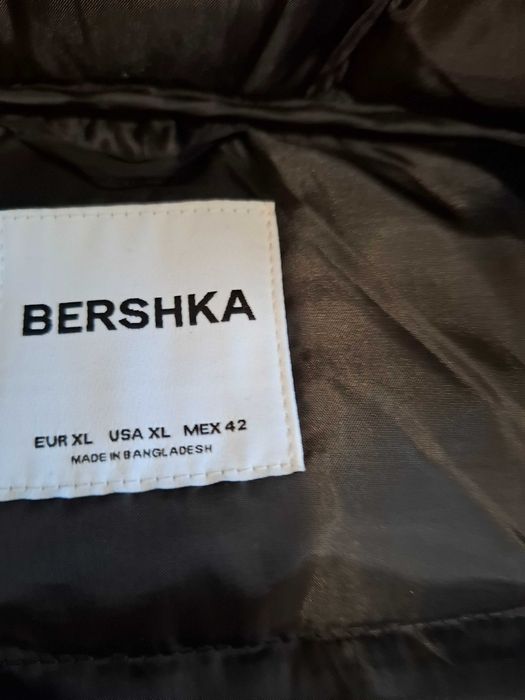 BERSHKA
EUR XL USA XL MEX 42
MADE IN BANGLADESH